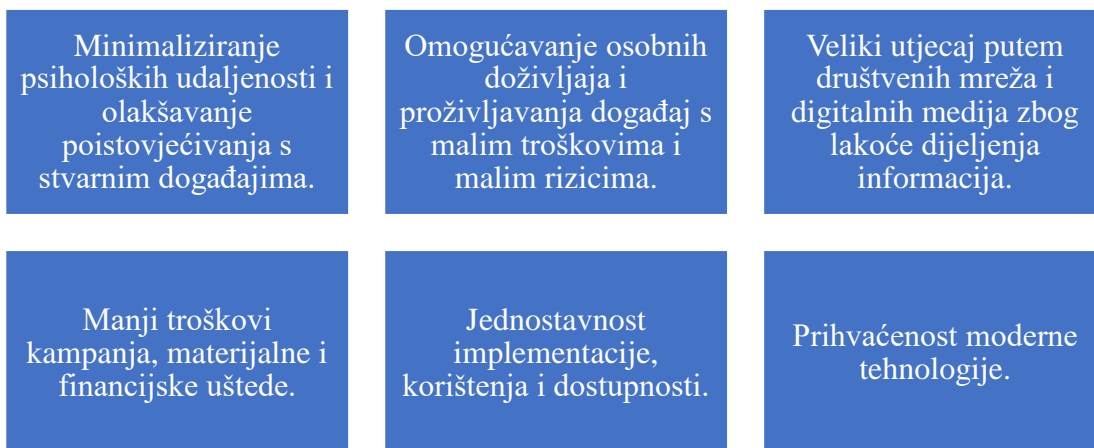 Minimaliziranje
psiholoških udaljenosti i
olakšavanje
poistovjećivanja s
stvarnim događajima.
Omogućavanje osobnih
doživljaja i
proživljavanja događaj s
malim troškovima i
malim rizicima.
Veliki utjecaj putem
društvenih mreža i
digitalnih medija zbog
lakoće dijeljenja
informacija.
Manji troškovi
kampanja, materijalne i
financijske uštede.
Jednostavnost
implementacije,
korištenja i dostupnosti.
Prihvaćenost moderne
tehnologije.